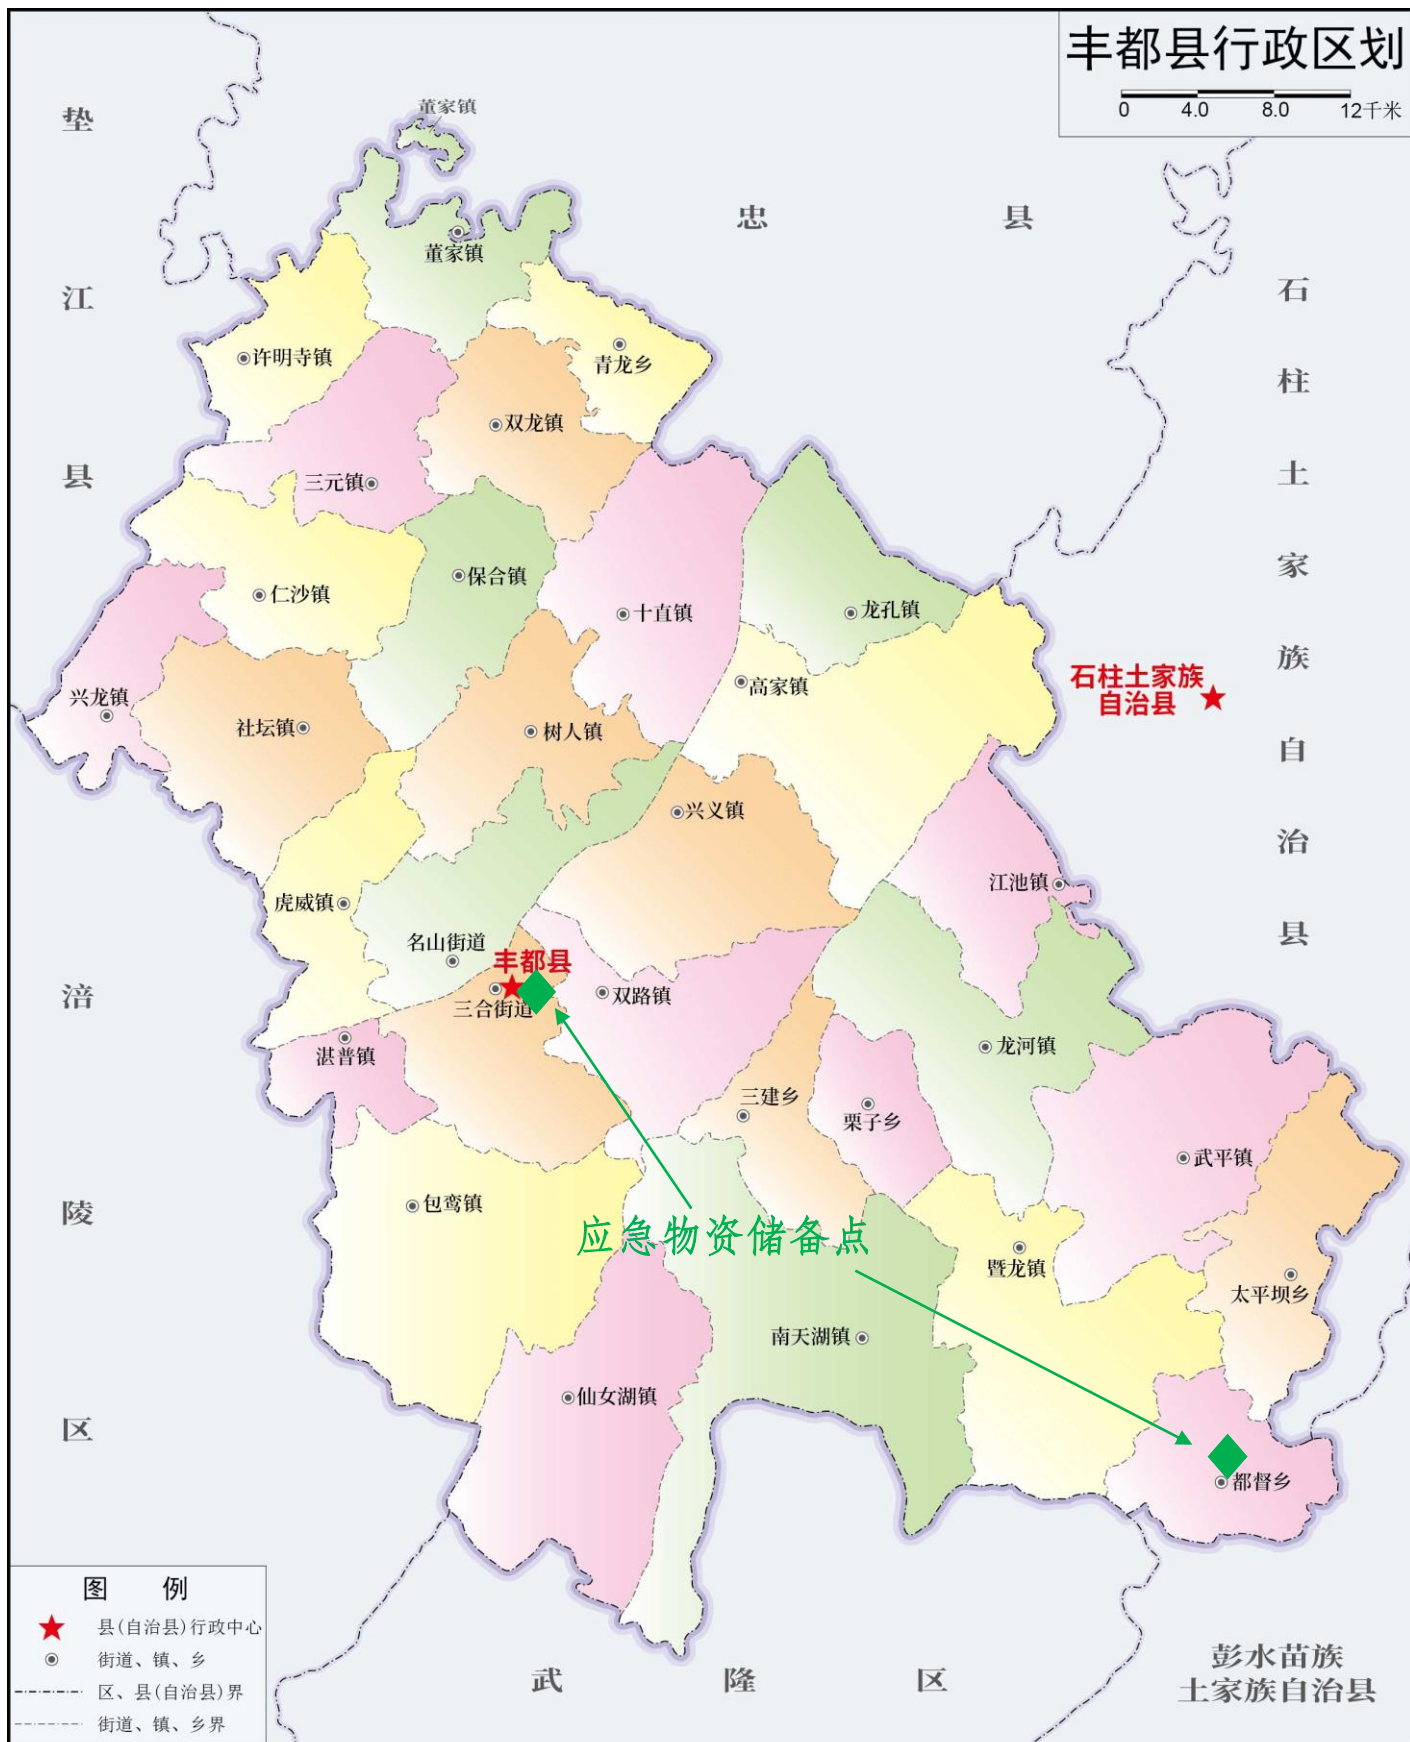 丰都县行政区划
0 4.0 8.0 12千米
董家镇
垫江县
忠县
石柱土家族自治县
董家镇
许明寺镇
青龙乡
双龙镇
三元镇
保合镇
仁沙镇
十直镇
龙孔镇
石柱土家族
自治县
高家镇
兴龙镇
社坛镇
树人镇
兴义镇
江池镇
虎威镇
名山街道
丰都县
三合街道
双路镇
涪陵区
湛普镇
龙河镇
三建乡
栗子乡
武平镇
包鸾镇
应急物资储备点
暨龙镇
太平坝乡
南天湖镇
仙女湖镇
都督乡
图例
县(自治县)行政中心
街道、镇、乡
区、县(自治县)界
街道、镇、乡界
武隆区
彭水苗族
土家族自治县